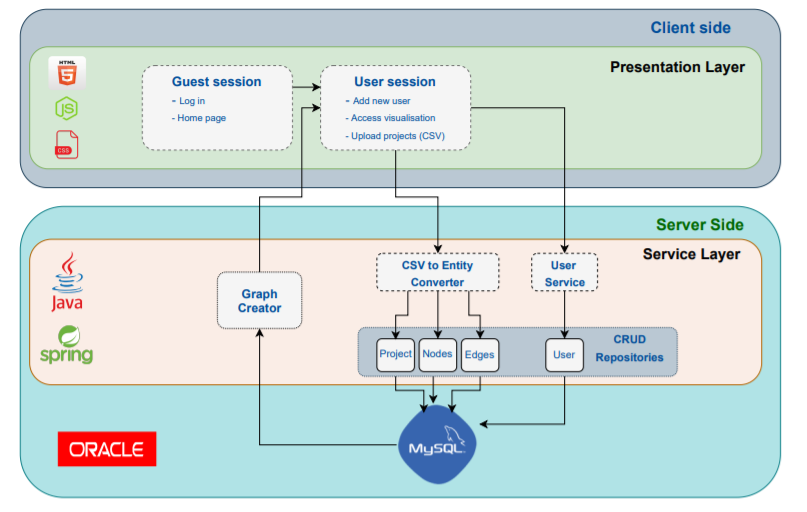 Client side
Presentation Layer
HTML
5
JS
CSS
Guest session
- Log in
- Home page
User session
- Add new user
- Access visualisation
- Upload projects (CSV)
Server Side
Service Layer
Java
spring
Graph
Creator
CSV to Entity
Converter
User
Service
CRUD
Repositories
Project
Nodes
Edges
User
MySQL
ORACLE